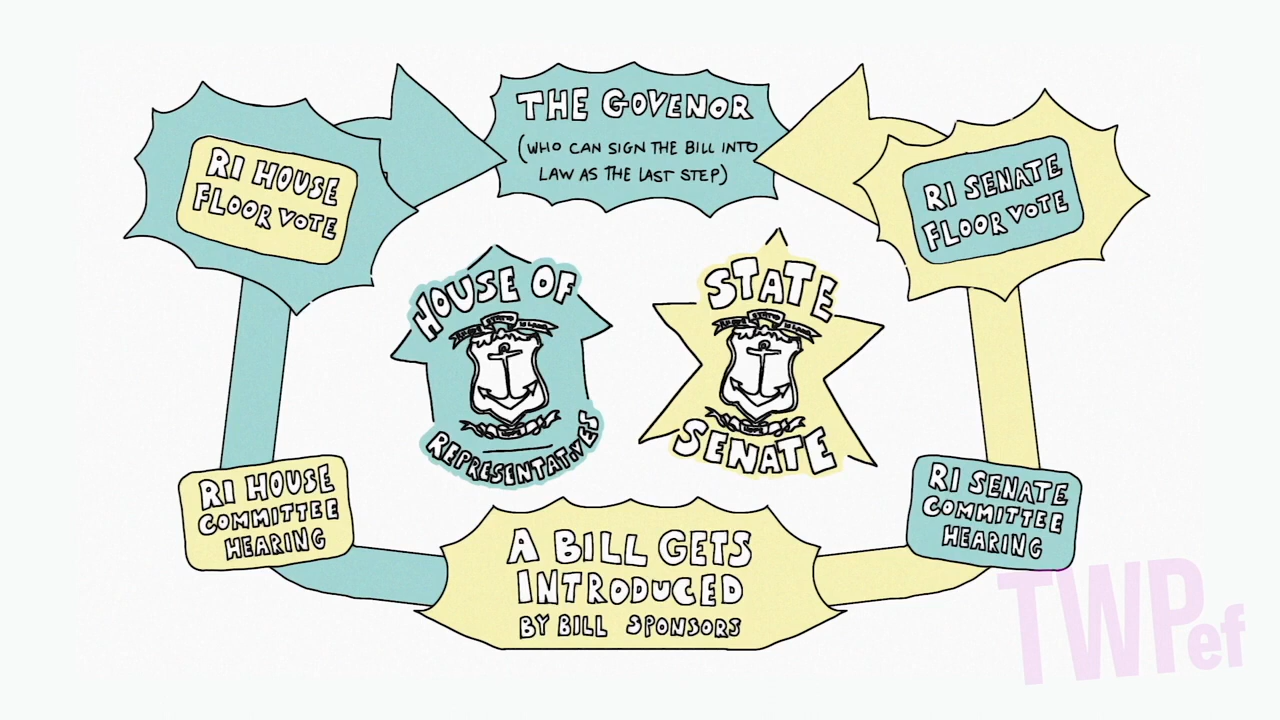 THE GOVENOR
(WHO CAN SIGN THE BILL INTO
LAW AS THE LAST STEP)
RI HOUSE
FLOOR VOTE
RI SENATE
FLOOR VOTE
HOUSE OF
REPRESENTATIVES
STATE
SENATE
RI HOUSE
COMMITTEE
HEARING
RI SENATE
COMMITTEE
HEARING
A BILL GETS
INTRODUCED
BY BILL SPONSORS
TWPef